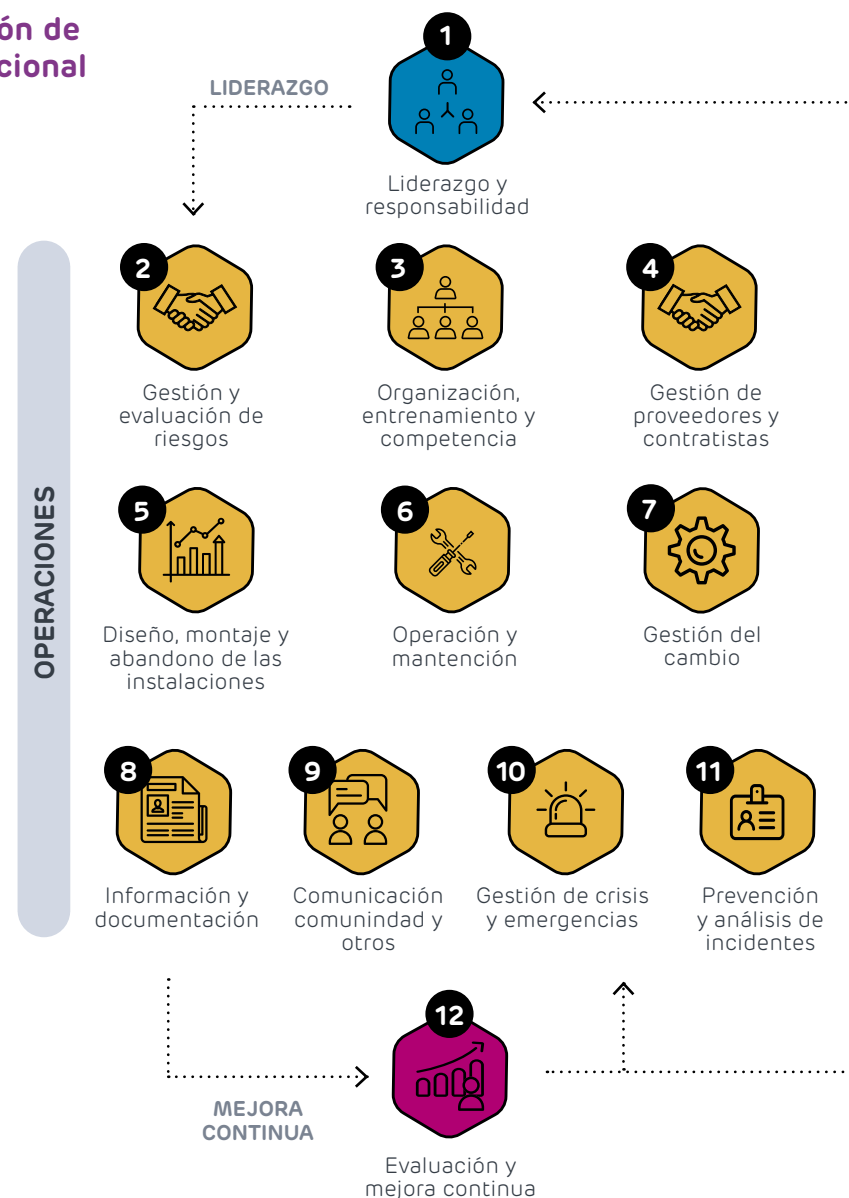 ón de
cional
1
LIDERAZGO
Liderazgo y
responsabilidad
OPERACIONES
2
3
4
Gestión y
evaluación de
riesgos
Organización,
entrenamiento y
competencia
Gestión de
proveedores y
contratistas
5
6
7
Diseño, montaje y
abandono de las
instalaciones
Operación y
mantención
Gestión del
cambio
8
9
10
11
Información y
documentación
Comunicación
comunindad y
otros
Gestión de crisis
y emergencias
Prevención
y análisis de
incidentes
12
MEJORA
CONTINUA
Evaluación y
mejora continua